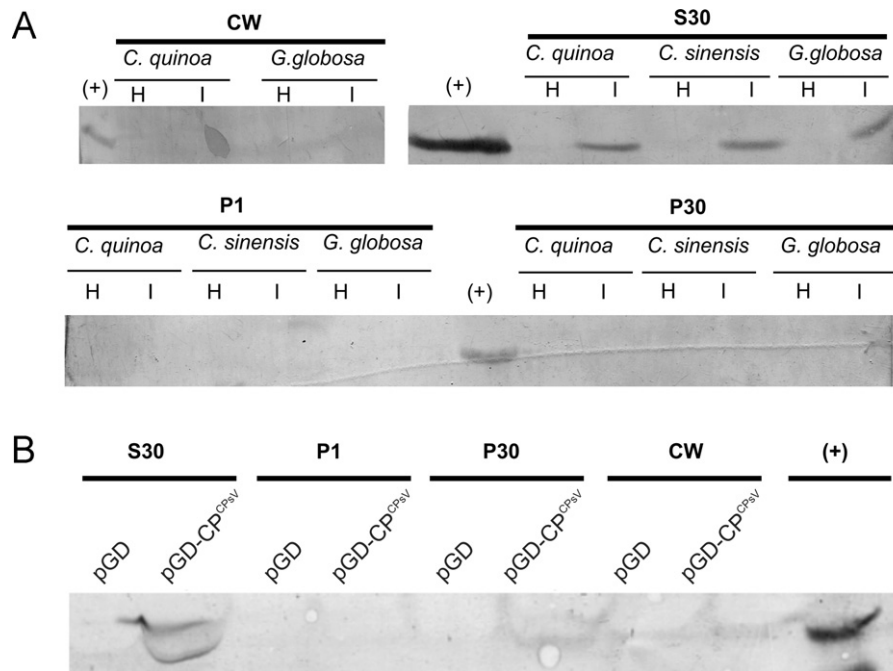 A
CW
S30
C. quinoa G.globosa
C. quinoa C. sinensis G. globosa
(+) H I H I
(+) H I H I H I
P1 P30
C. quinoa C. sinensis G. globosa C. quinoa C. sinensis G. globosa
H I H I H I (+) H I H I H I
B
S30 P1 P30 CW (+)
pGD pGD-CP^CPsV pGD pGD-CP^CPsV pGD pGD-CP^CPsV pGD pGD-CP^CPsV